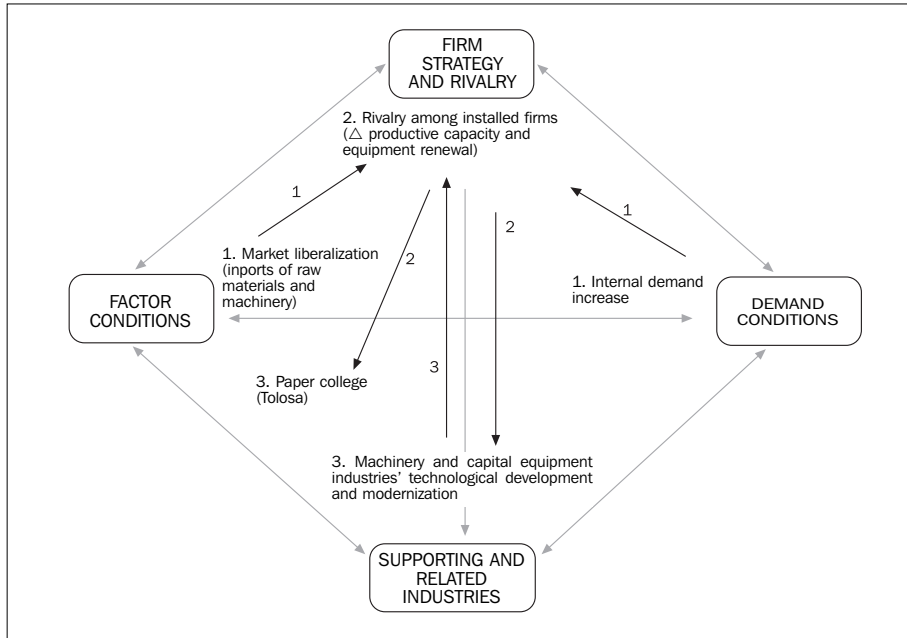 FIRM
STRATEGY
AND RIVALRY
2. Rivalry among installed firms
(△ productive capacity and
equipment renewal)
1
1
2
2
1. Market liberalization
(inports of raw
materials and
machinery)
1. Internal demand
increase
FACTOR
CONDITIONS
DEMAND
CONDITIONS
3
3. Paper college
(Tolosa)
3. Machinery and capital equipment
industries' technological development
and modernization
SUPPORTING AND
RELATED
INDUSTRIES